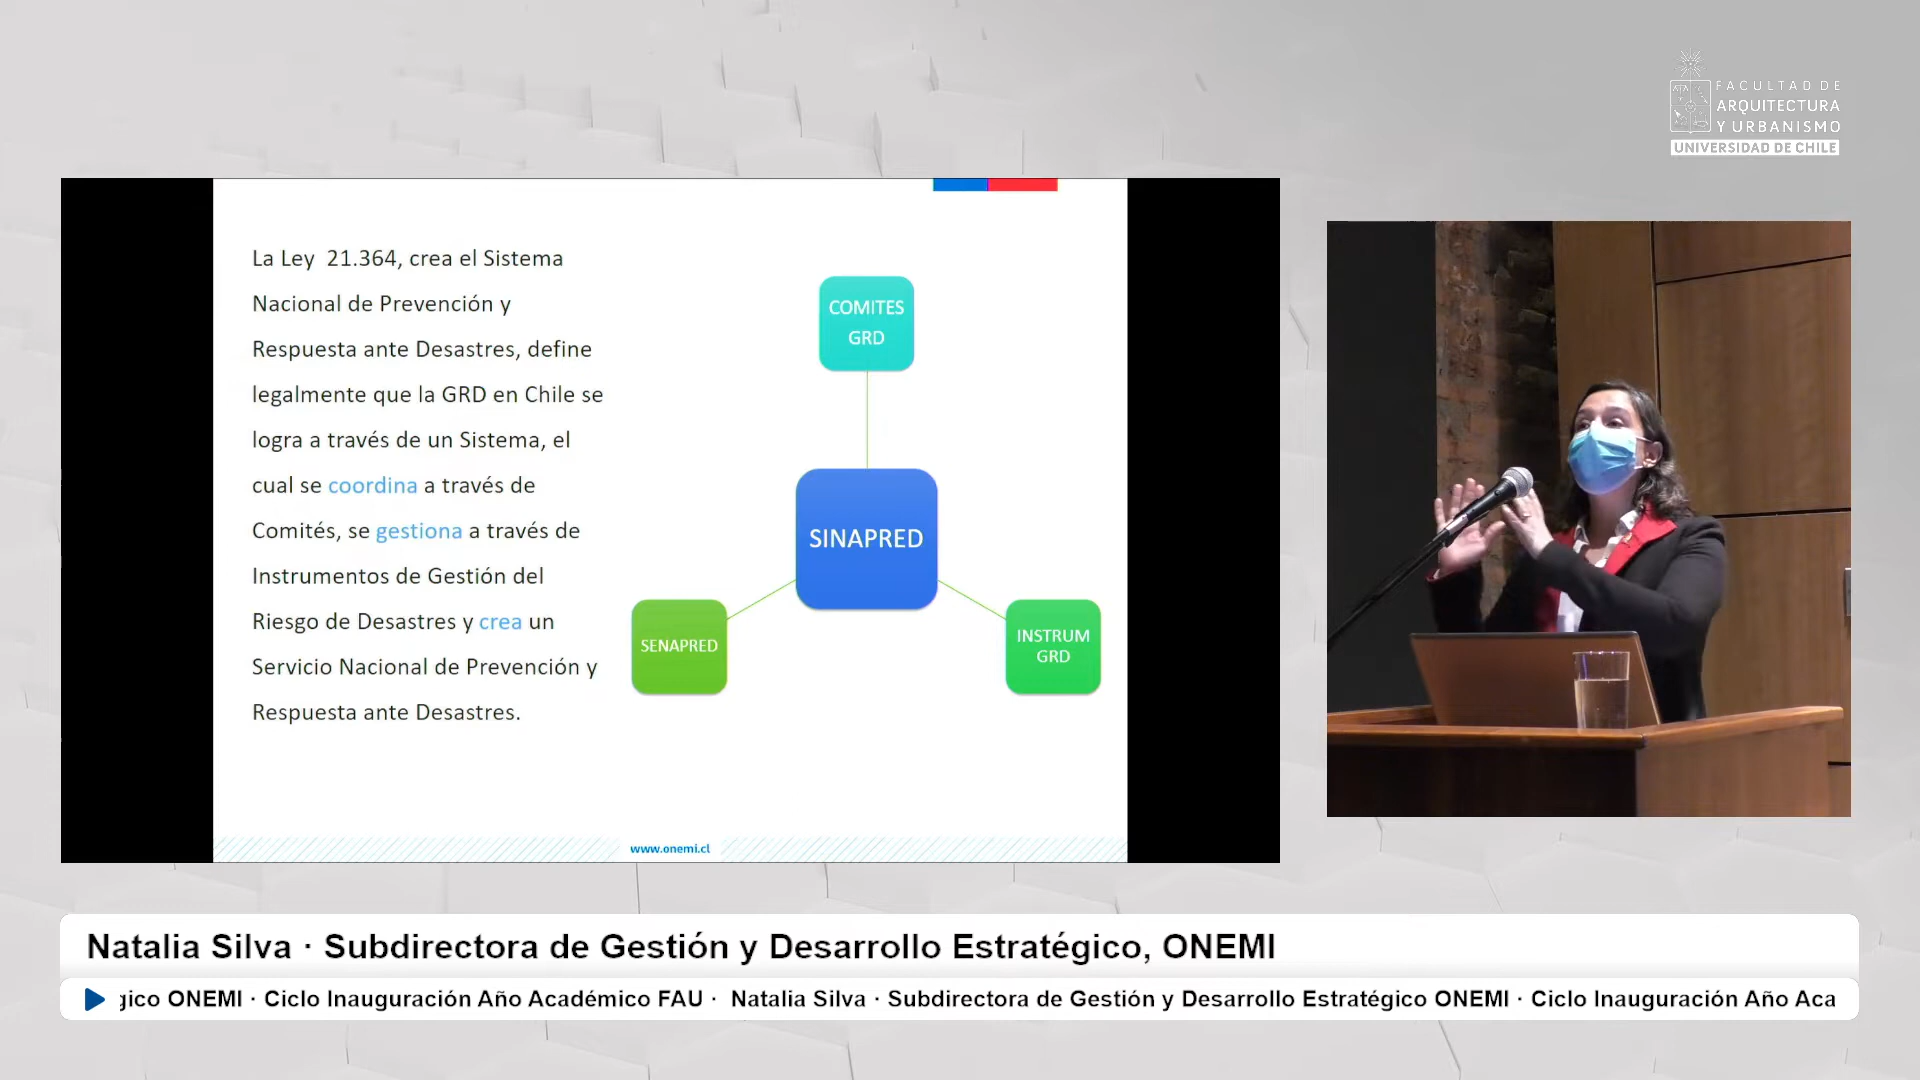 FACULTAD DE
ARQUITECTURA
Y URBANISMO
UNIVERSIDAD DE CHILE
La Ley 21.364, crea el Sistema
Nacional de Prevención y
Respuesta ante Desastres, define
legalmente que la GRD en Chile se
logra a través de un Sistema, el
cual se coordina a través de
Comités, se gestiona a través de
Instrumentos de Gestión del
Riesgo de Desastres y crea un
Servicio Nacional de Prevención y
Respuesta ante Desastres.
COMITES
GRD
SINAPRED
SENAPRED
INSTRUM
GRD
www.onemi.cl
Natalia Silva · Subdirectora de Gestión y Desarrollo Estratégico, ONEMI
gico ONEMI · Ciclo Inauguración Año Académico FAU · Natalia Silva · Subdirectora de Gestión y Desarrollo Estratégico ONEMI · Ciclo Inauguración Año Aca